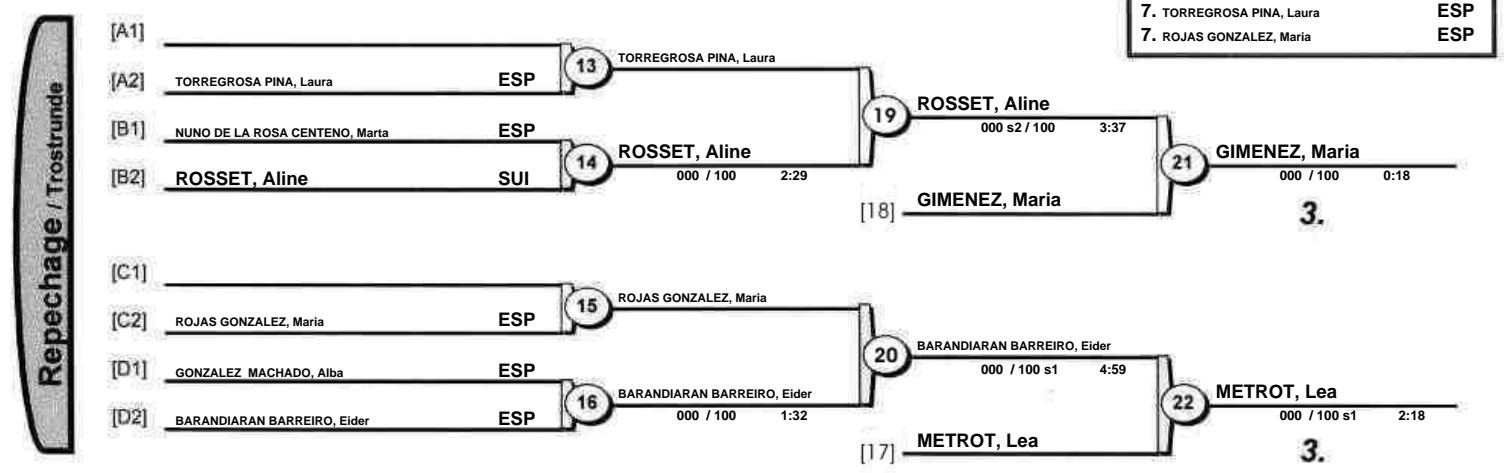 7. TORREGROSA PINA, Laura ESP
7. ROJAS GONZALEZ, Maria ESP
Repechage / Trostrunde
[A1]
13 TORREGROSA PINA, Laura
[A2] TORREGROSA PINA, Laura ESP
19 ROSSET, Aline
000 s2 / 100 3:37
[B1] NUNO DE LA ROSA CENTENO, Marta ESP
14 ROSSET, Aline
000 / 100 2:29
21 GIMENEZ, Maria
000 / 100 0:18
[B2] ROSSET, Aline SUI
[18] GIMENEZ, Maria
3.
[C1]
15 ROJAS GONZALEZ, Maria
[C2] ROJAS GONZALEZ, Maria ESP
20 BARANDIARAN BARREIRO, Eider
000 / 100 s1 4:59
[D1] GONZALEZ MACHADO, Alba ESP
16 BARANDIARAN BARREIRO, Eider
000 / 100 1:32
22 METROT, Lea
000 / 100 s1 2:18
[D2] BARANDIARAN BARREIRO, Eider ESP
[17] METROT, Lea
3.